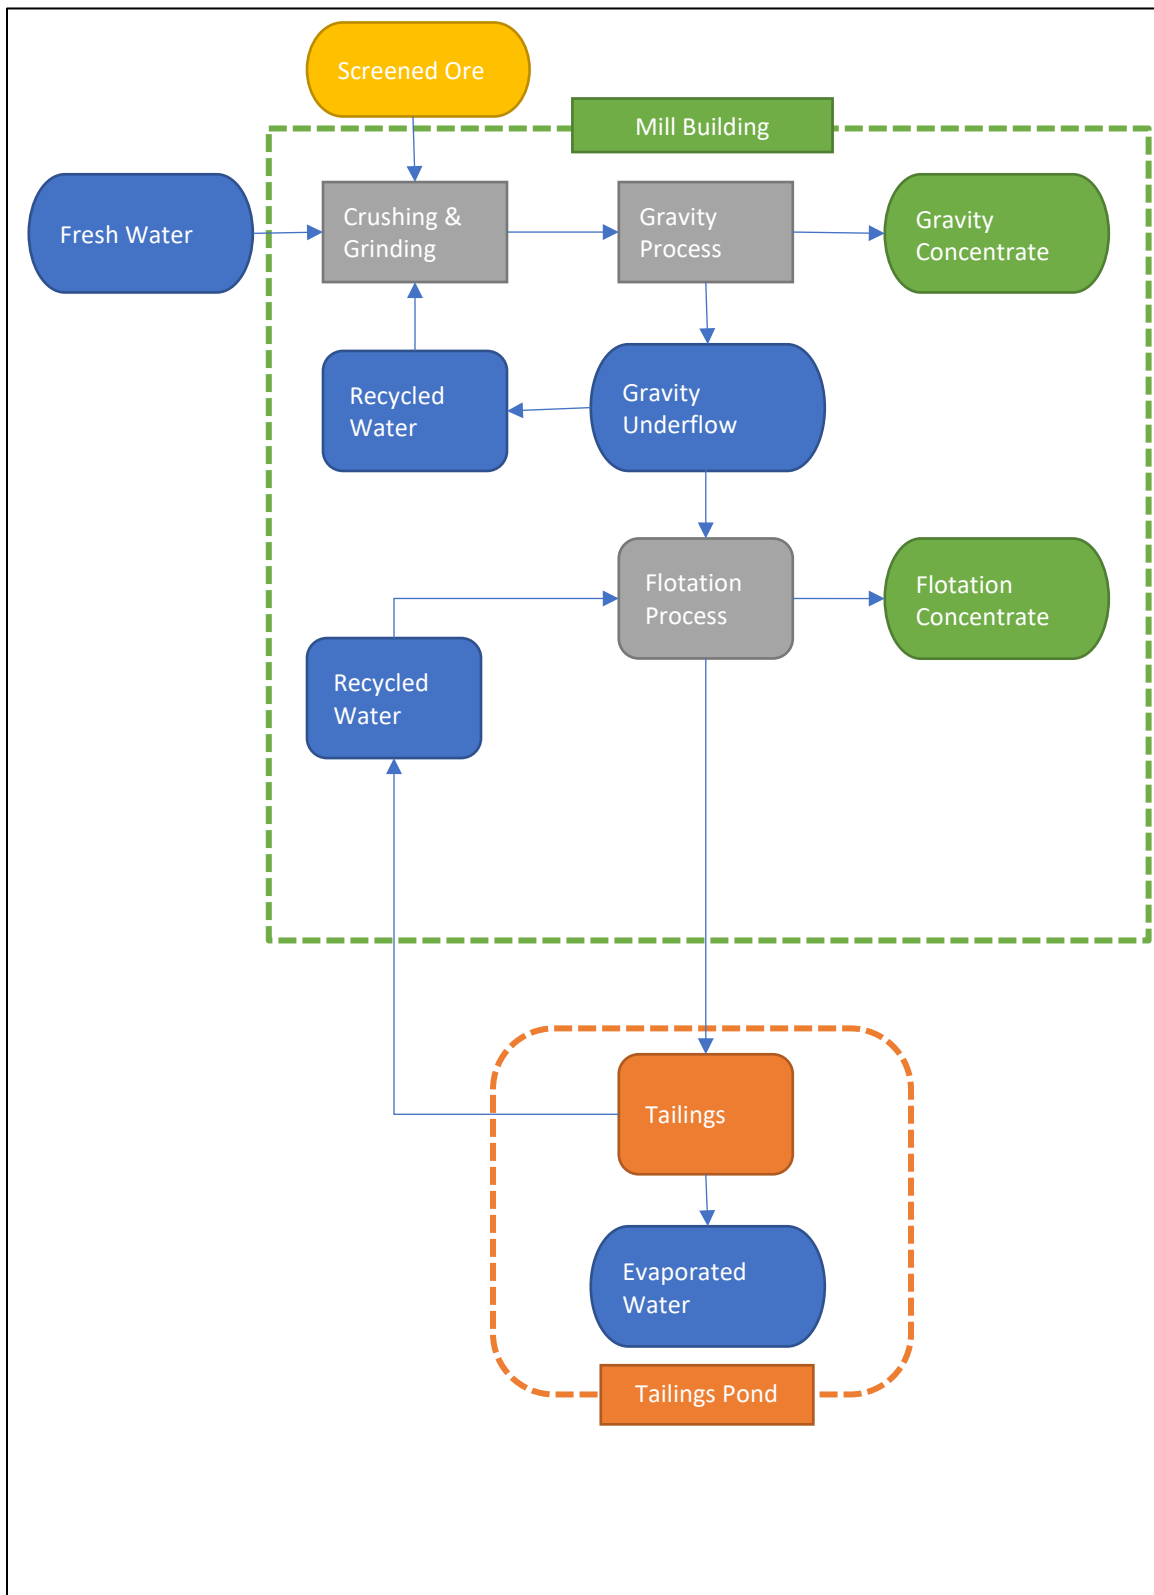 Screened Ore
Mill Building
Fresh Water
Crushing &
Grinding
Gravity
Process
Gravity
Concentrate
Recycled
Water
Gravity
Underflow
Flotation
Process
Flotation
Concentrate
Recycled
Water
Tailings
Evaporated
Water
Tailings Pond